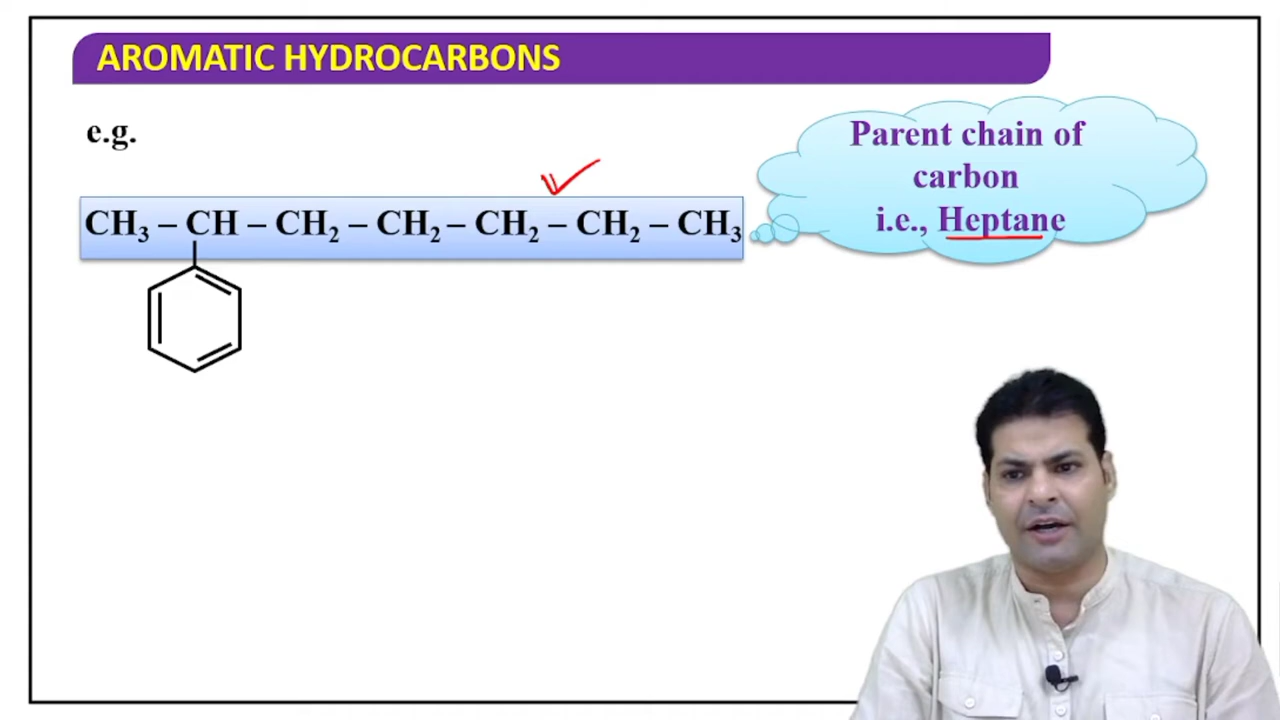 AROMATIC HYDROCARBONS
e.g.
Parent chain of
carbon
i.e., Heptane
CH₃ – CH – CH₂ – CH₂ – CH₂ – CH₂ – CH₃